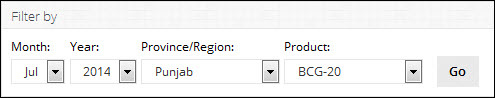 Filter by
Month: Year: Province/Region: Product:
Jul 2014 Punjab BCG-20 Go